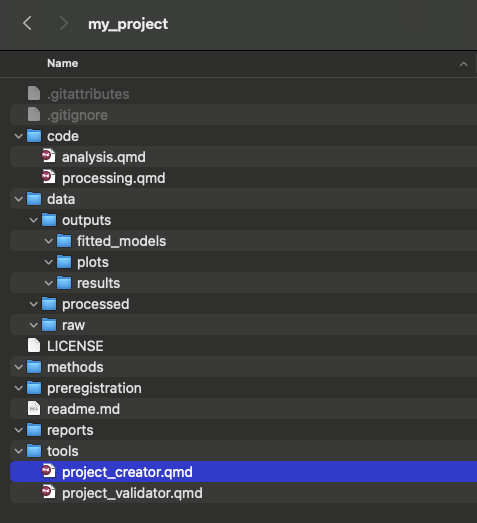 my_project
Name
.gitattributes
.gitignore
code
analysis.qmd
processing.qmd
data
outputs
fitted_models
plots
results
processed
raw
LICENSE
methods
preregistration
readme.md
reports
tools
project_creator.qmd
project_validator.qmd